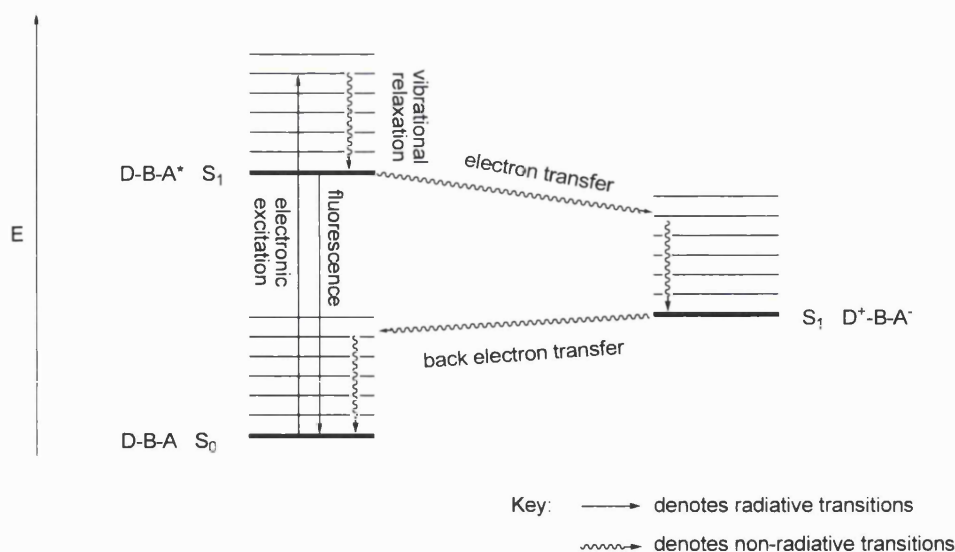 vibrational
relaxation
electron transfer
D-B-A* S₁
fluorescence
electronic
excitation
E
S₁ D⁺-B-A⁻
back electron transfer
D-B-A S₀
Key: denotes radiative transitions
denotes non-radiative transitions